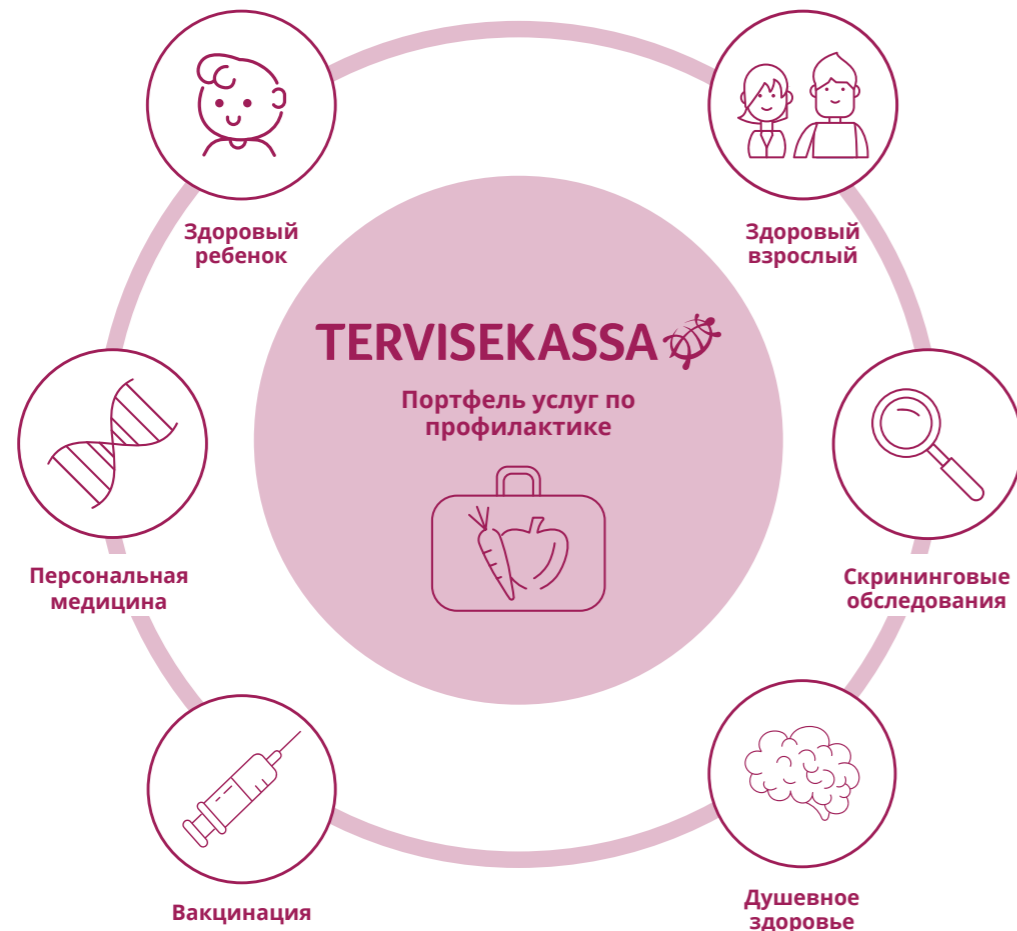 Здоровый
ребенок
Здоровый
взрослый
TERVISEKASSA
Портфель услуг по
профилактике
Персональная
медицина
Скрининговые
обследования
Вакцинация
Душевное
здоровье